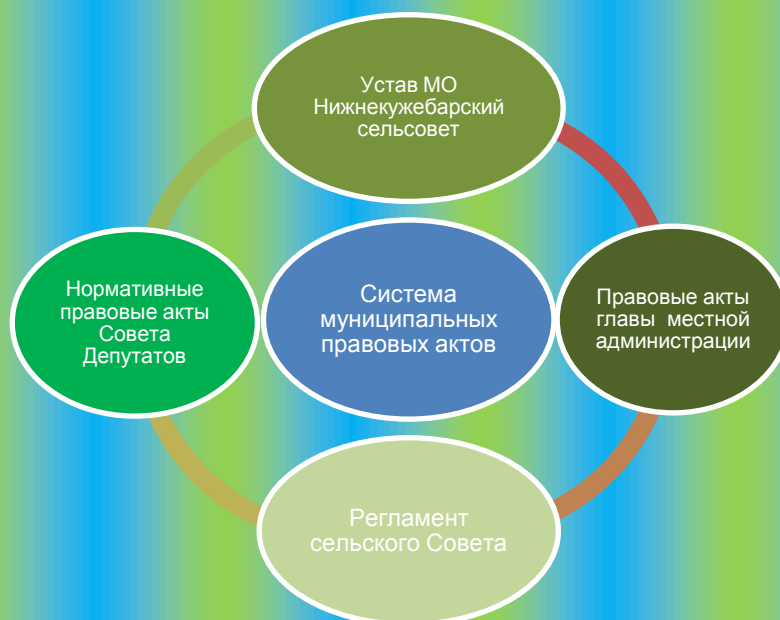 Устав МО
Нижнекужебарский
сельсовет
Нормативные
правовые акты
Совета
Депутатов
Система
муниципальных
правовых актов
Правовые акты
главы местной
администрации
Регламент
сельского Совета